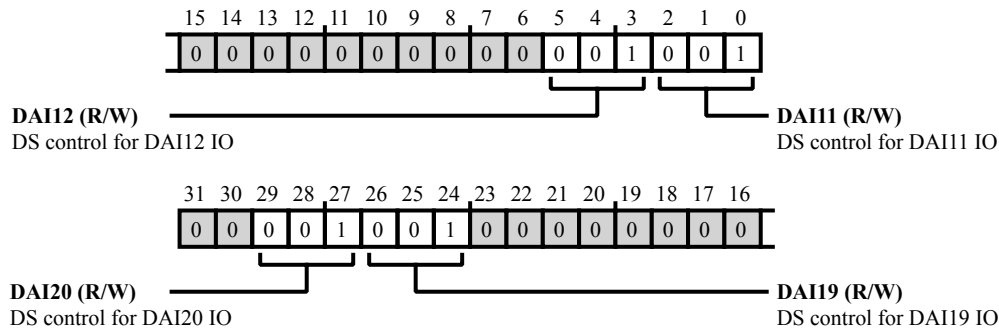 15 14 13 12 11 10 9 8 7 6 5 4 3 2 1 0
0 0 0 0 0 0 0 0 0 0 0 0 1 0 0 1
DAI12 (R/W)
DS control for DAI12 IO
DAI11 (R/W)
DS control for DAI11 IO
31 30 29 28 27 26 25 24 23 22 21 20 19 18 17 16
0 0 0 0 1 0 0 1 0 0 0 0 0 0 0 0
DAI20 (R/W)
DS control for DAI20 IO
DAI19 (R/W)
DS control for DAI19 IO